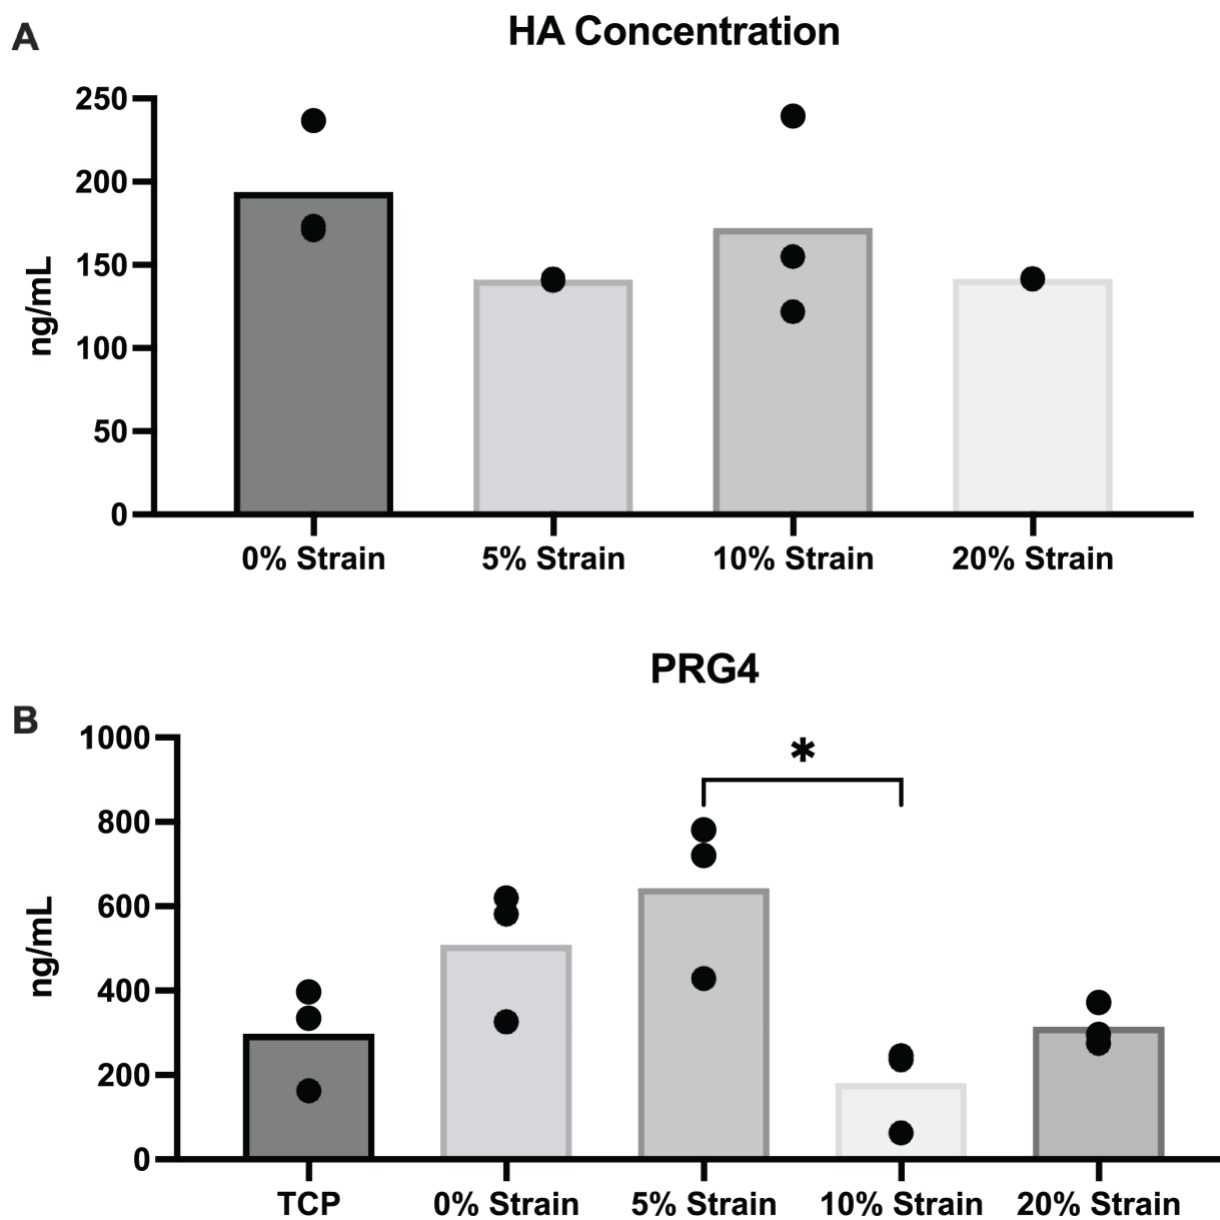 A
HA Concentration
250
200
150
100
50
0
ng/mL
0% Strain 5% Strain 10% Strain 20% Strain
PRG4
B
1000
800
600
400
200
0
ng/mL
*
TCP 0% Strain 5% Strain 10% Strain 20% Strain